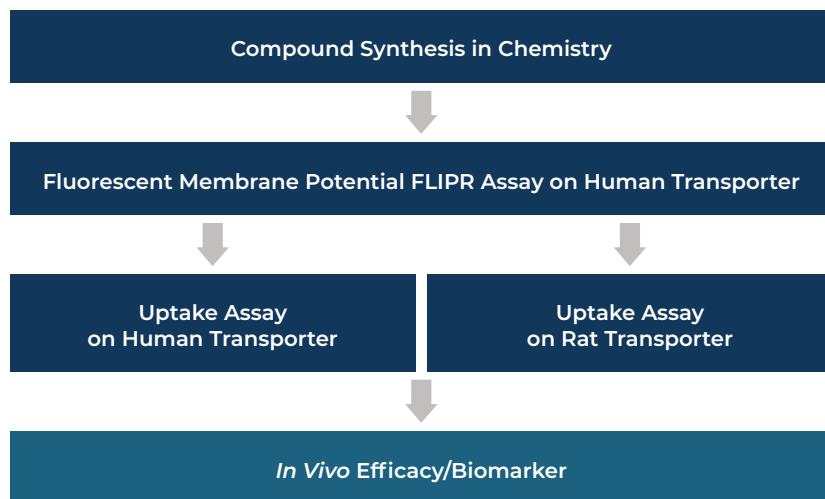 Compound Synthesis in Chemistry
Fluorescent Membrane Potential FLIPR Assay on Human Transporter
Uptake Assay
on Human Transporter
Uptake Assay
on Rat Transporter
In Vivo Efficacy/Biomarker